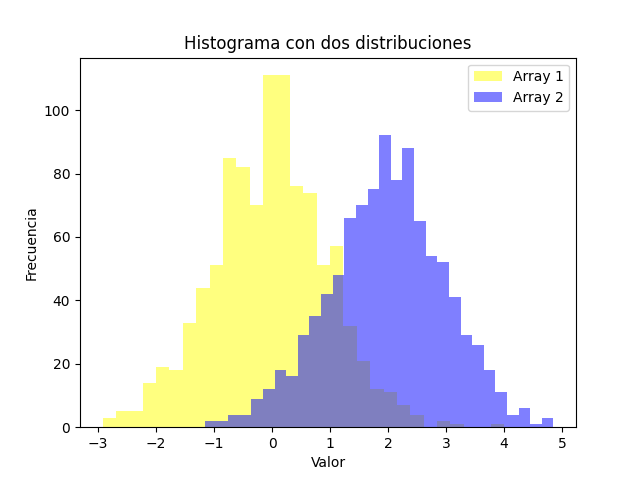 Histograma con dos distribuciones
Array 1
Array 2
Frecuencia
100
80
60
40
20
0
−3 −2 −1 0 1 2 3 4 5
Valor